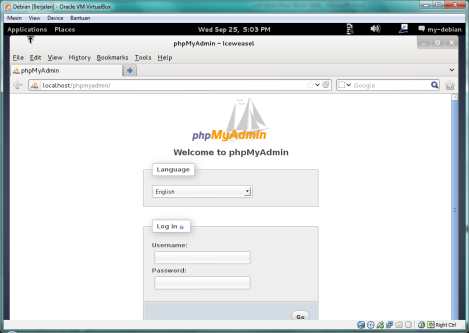 Debian [Berjalan] - Oracle VM VirtualBox
Mesin View Device Bantuan
Applications Places Wed Sep 25, 5:03 PM my-debian
phpMyAdmin - Iceweasel
File Edit View History Bookmarks Tools Help
phpMyAdmin
localhost/phpmyadmin/ Google
phpMyAdmin
Welcome to phpMyAdmin
Language
English
Log in
Username:
Password:
Go
Right Ctrl